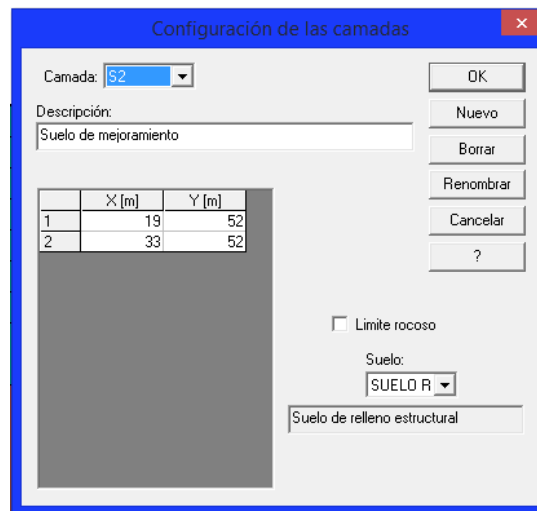 Configuración de las camadas
×
Camada: S2
OK
Descripción:
Nuevo
Suelo de mejoramiento
Borrar
Renombrar
X [m] Y [m]
Cancelar
1 19 52
2 33 52
?
Limite rocoso
Suelo:
SUELO R
Suelo de relleno estructural